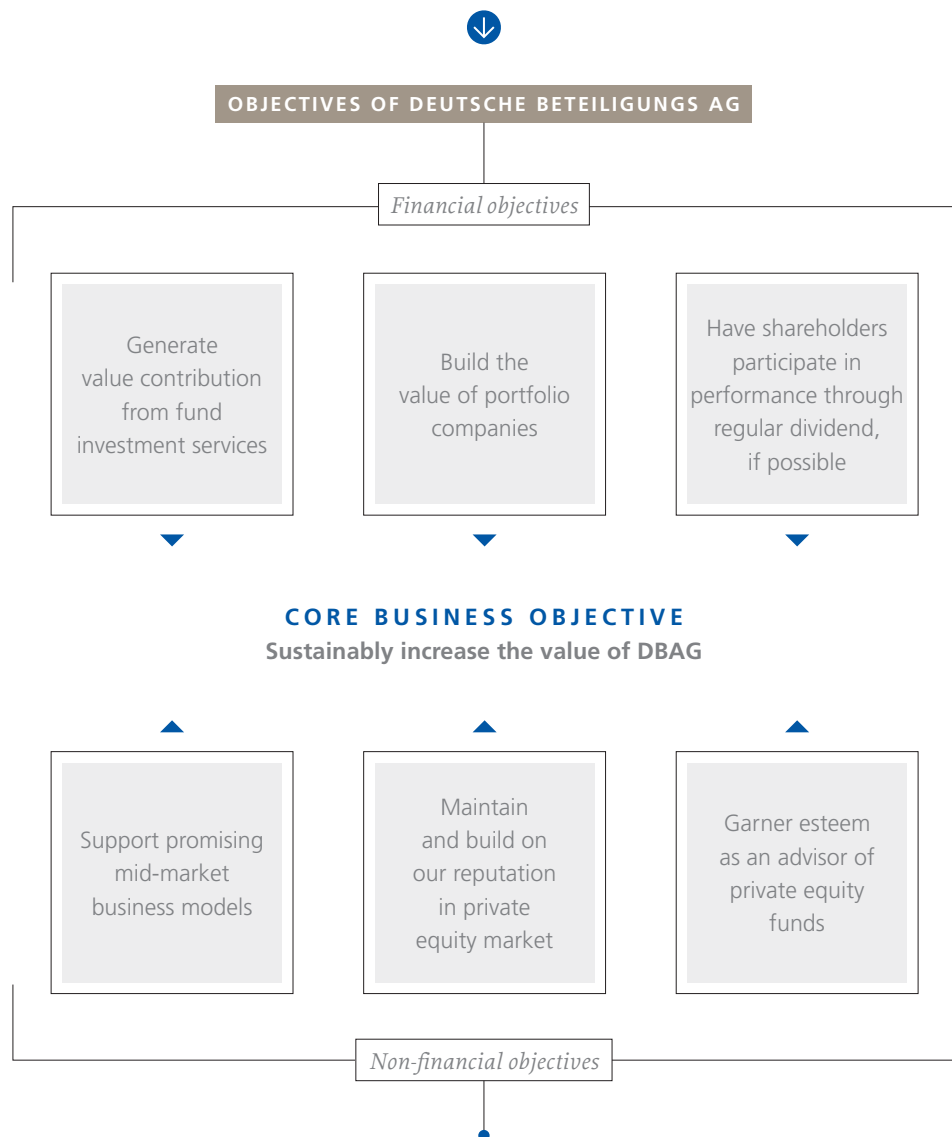 OBJECTIVES OF DEUTSCHE BETEILIGUNGS AG
Financial objectives
Generate
value contribution
from fund
investment services
Build the
value of portfolio
companies
Have shareholders
participate in
performance through
regular dividend,
if possible
CORE BUSINESS OBJECTIVE
Sustainably increase the value of DBAG
Support promising
mid-market
business models
Maintain
and build on
our reputation
in private
equity market
Garner esteem
as an advisor of
private equity
funds
Non-financial objectives